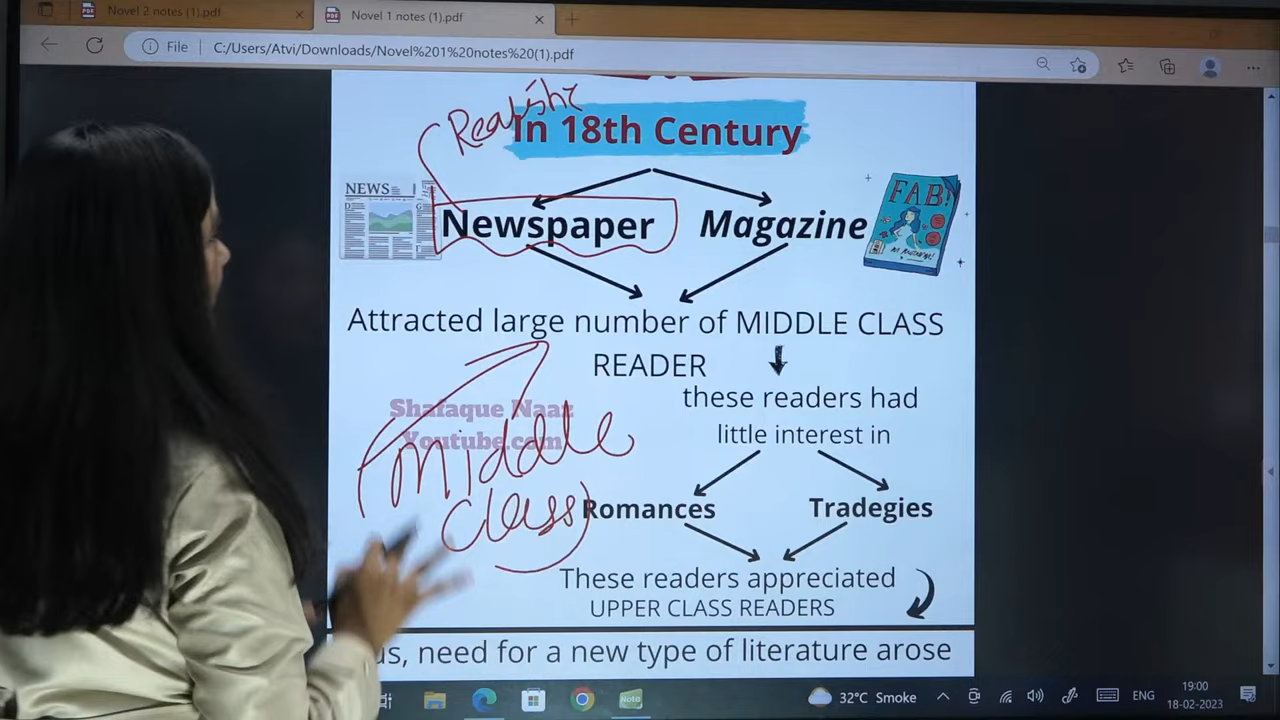 Novel 2 notes (1).pdf
Novel 1 notes (1).pdf
File
C:/Users/Atvi/Downloads/Novel%201%20notes%20(1).pdf
Realistic
In 18th Century
NEWS
Newspaper
Magazine
FAB!
Attracted large number of MIDDLE CLASS
READER
these readers had
little interest in
Shafaque Naaz
Youtube.com
Middle
class)
Romances
Tradegies
These readers appreciated
UPPER CLASS READERS
us, need for a new type of literature arose
Note
32°C Smoke
ENG
19:00
18-02-2023